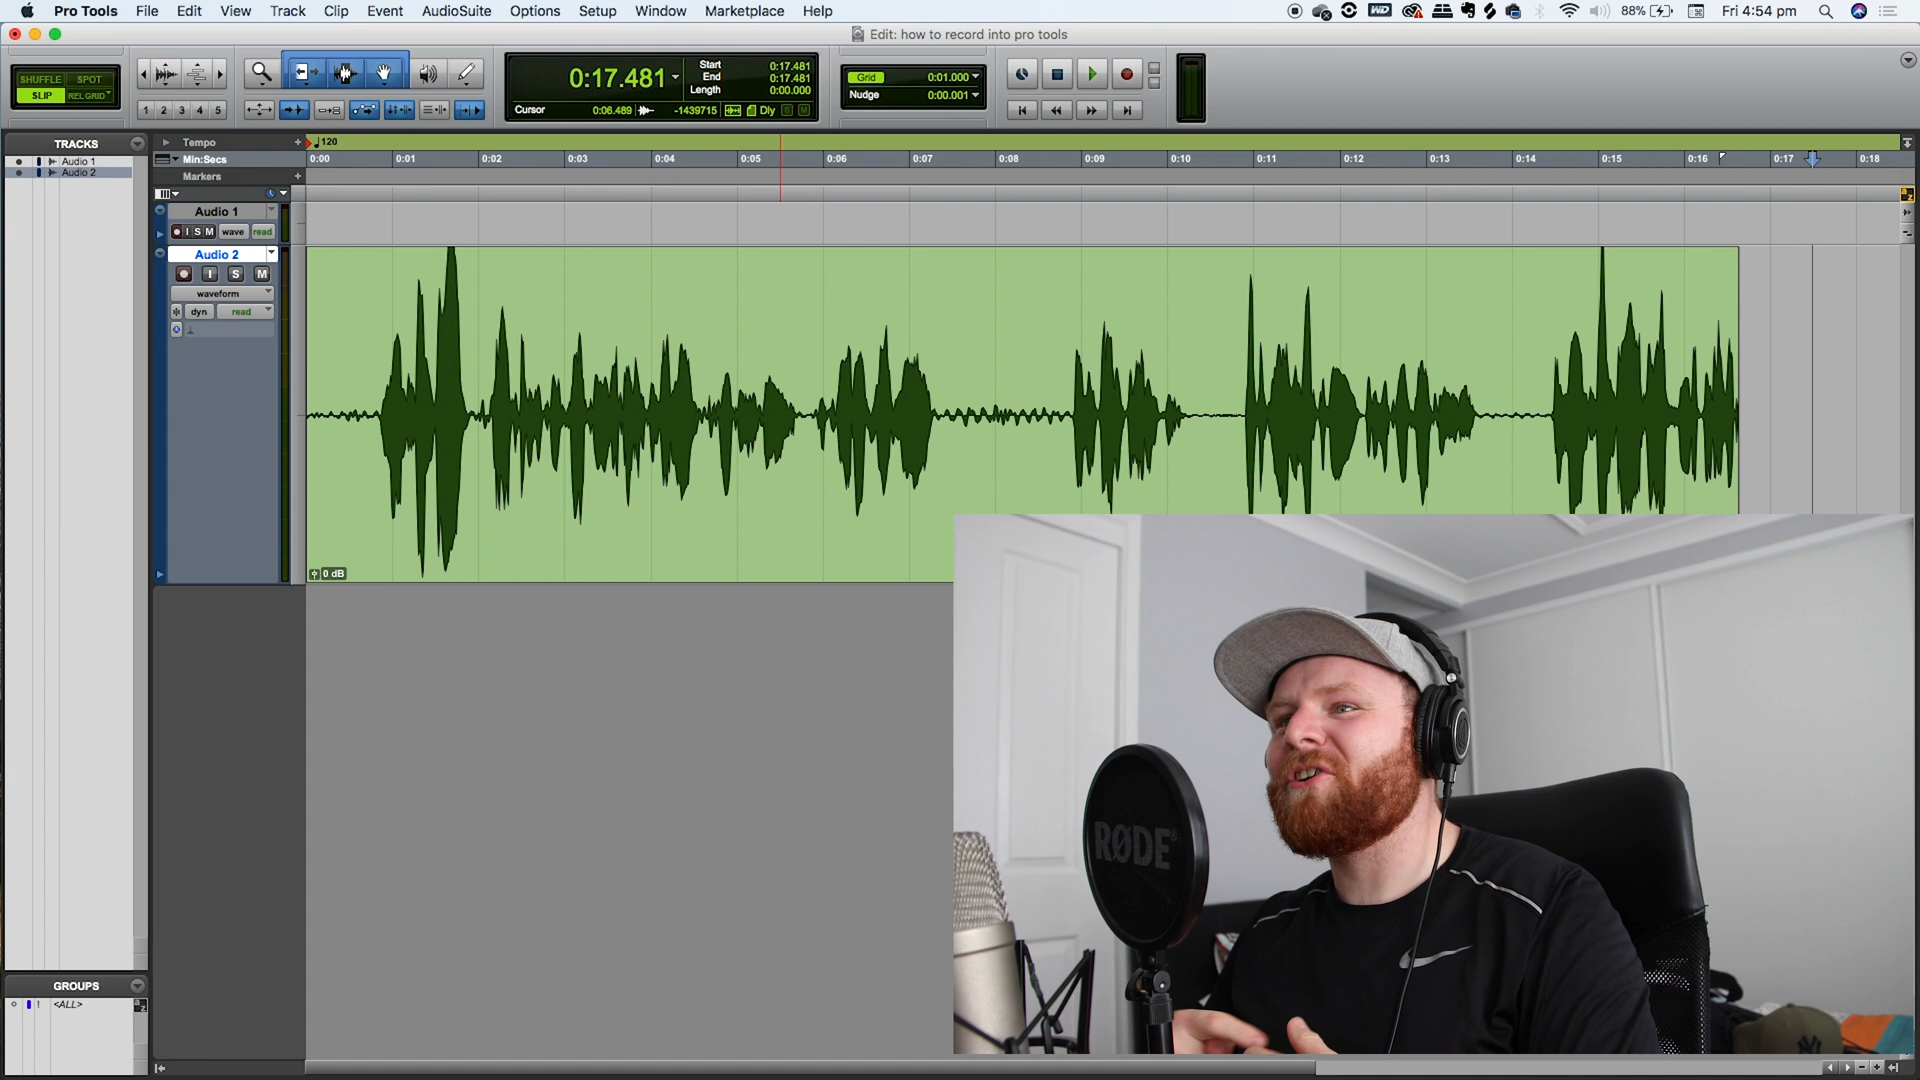 Pro Tools File Edit View Track Clip Event AudioSuite Options Setup Window Marketplace Help
WD 88% Fri 4:54 pm
Edit: how to record into pro tools
SHUFFLE SPOT
SLIP REL GRID
1 2 3 4 5
0:17.481
Start 0:17.481
End 0:17.481
Length 0:00.000
Cursor 0:06.489 -1439715 Dly S M
Grid 0:01.000
Nudge 0:00.001
TRACKS
Audio 1
Audio 2
Tempo 120
Min:Secs 0:00 0:01 0:02 0:03 0:04 0:05 0:06 0:07 0:08 0:09 0:10 0:11 0:12 0:13 0:14 0:15 0:16 0:17 0:18
Markers
Audio 1
I S M wave read
Audio 2
I S M
waveform
dyn read
0 dB
RØDE
GROUPS
! <ALL>
a z